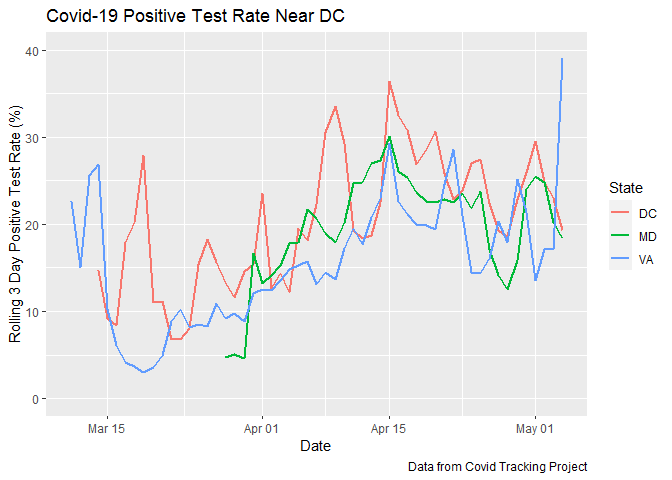 Covid-19 Positive Test Rate Near DC
Rolling 3 Day Positive Test Rate (%)
40
30
20
10
0
Mar 15
Apr 01
Apr 15
May 01
Date
State
DC
MD
VA
Data from Covid Tracking Project